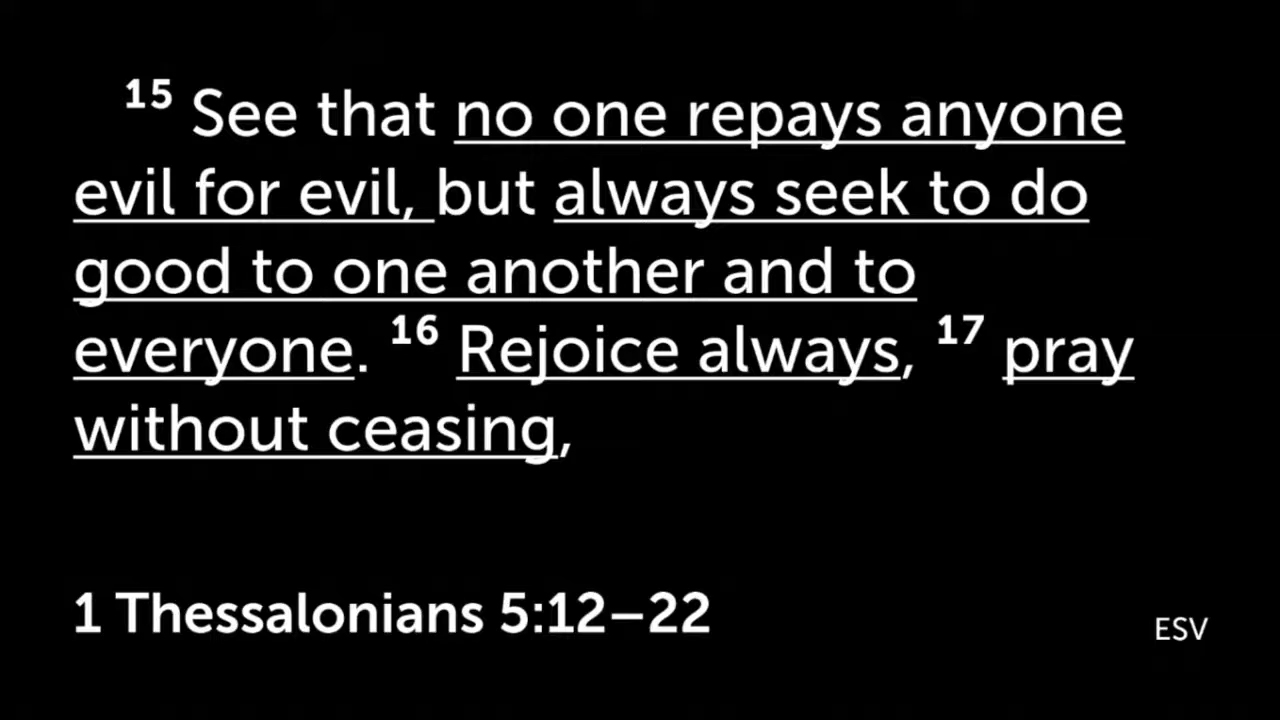 15 See that no one repays anyone
evil for evil, but always seek to do
good to one another and to
everyone. 16 Rejoice always, 17 pray
without ceasing,
1 Thessalonians 5:12–22
ESV